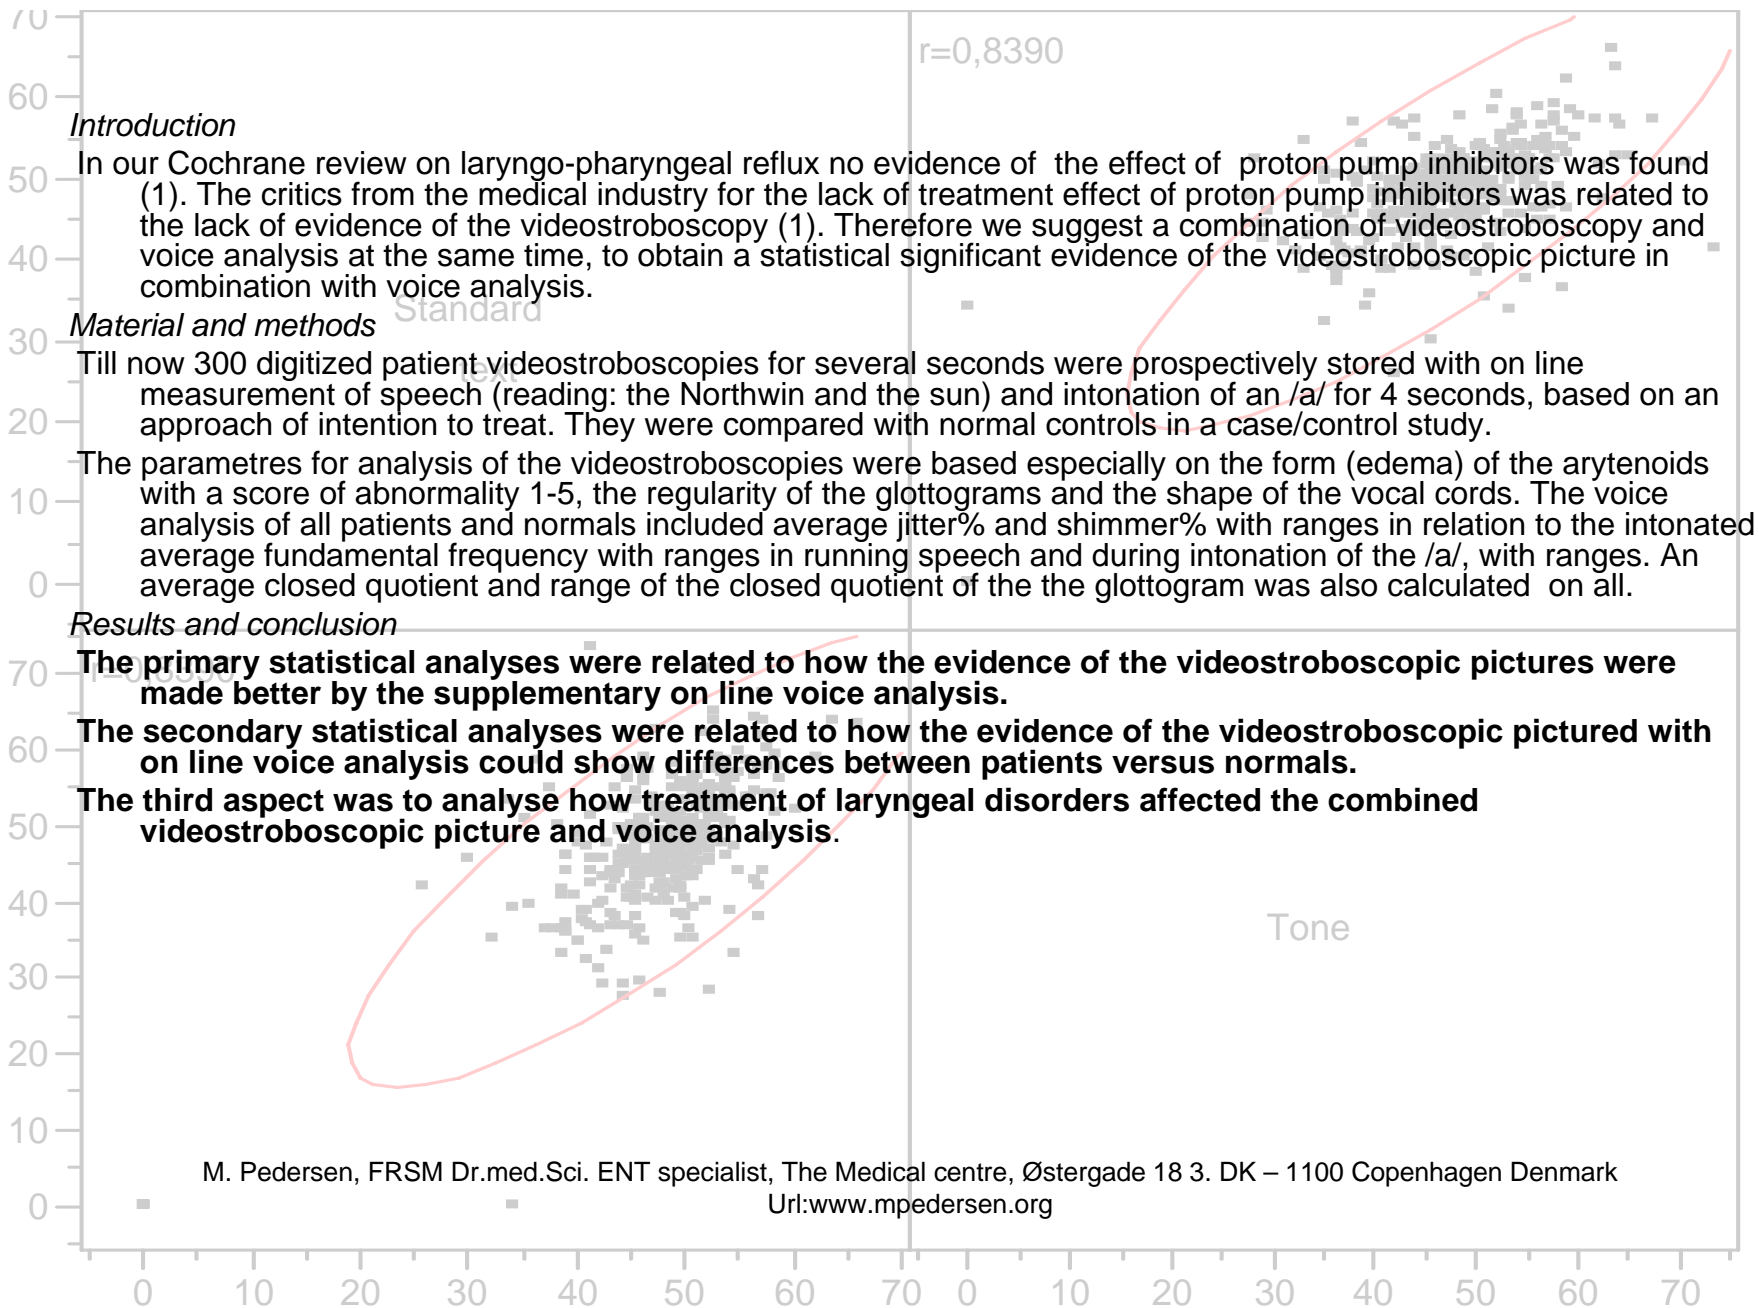 70
r=0,8390
60
Introduction
In our Cochrane review on laryngo-pharyngeal reflux no evidence of the effect of proton pump inhibitors was found
50
(1). The critics from the medical industry for the lack of treatment effect of proton pump inhibitors was related to
the lack of evidence of the videostroboscopy (1). Therefore we suggest a combination of videostroboscopy and
40
voice analysis at the same time, to obtain a statistical significant evidence of the videostroboscopic picture in
combination with voice analysis.
Standard
Material and methods
30
Till now 300 digitized patient videostroboscopies for several seconds were prospectively stored with on line
text
measurement of speech (reading: the Northwin and the sun) and intonation of an /a/ for 4 seconds, based on an
20
approach of intention to treat. They were compared with normal controls in a case/control study.
The parametres for analysis of the videostroboscopies were based especially on the form (edema) of the arytenoids
10
with a score of abnormality 1-5, the regularity of the glottograms and the shape of the vocal cords. The voice
analysis of all patients and normals included average jitter% and shimmer% with ranges in relation to the intonated
average fundamental frequency with ranges in running speech and during intonation of the /a/, with ranges. An
0
average closed quotient and range of the closed quotient of the the glottogram was also calculated on all.
Results and conclusion
70
r=0,8390
The primary statistical analyses were related to how the evidence of the videostroboscopic pictures were
made better by the supplementary on line voice analysis.
The secondary statistical analyses were related to how the evidence of the videostroboscopic pictured with
60
on line voice analysis could show differences between patients versus normals.
The third aspect was to analyse how treatment of laryngeal disorders affected the combined
50
videostroboscopic picture and voice analysis.
40
Tone
30
20
10
M. Pedersen, FRSM Dr.med.Sci. ENT specialist, The Medical centre, Østergade 18 3. DK – 1100 Copenhagen Denmark
0
Url:www.mpedersen.org
0 10 20 30 40 50 60 70 0 10 20 30 40 50 60 70